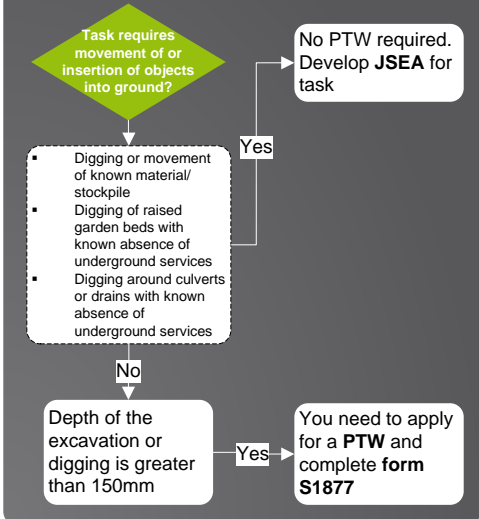 Task requires
movement of or
insertion of objects
into ground?
No PTW required.
Develop JSEA for
task
Yes
▪ Digging or movement
of known material/
stockpile
▪ Digging of raised
garden beds with
known absence of
underground services
▪ Digging around culverts
or drains with known
absence of
underground services
No
Depth of the
excavation or
digging is greater
than 150mm
Yes
You need to apply
for a PTW and
complete form
S1877